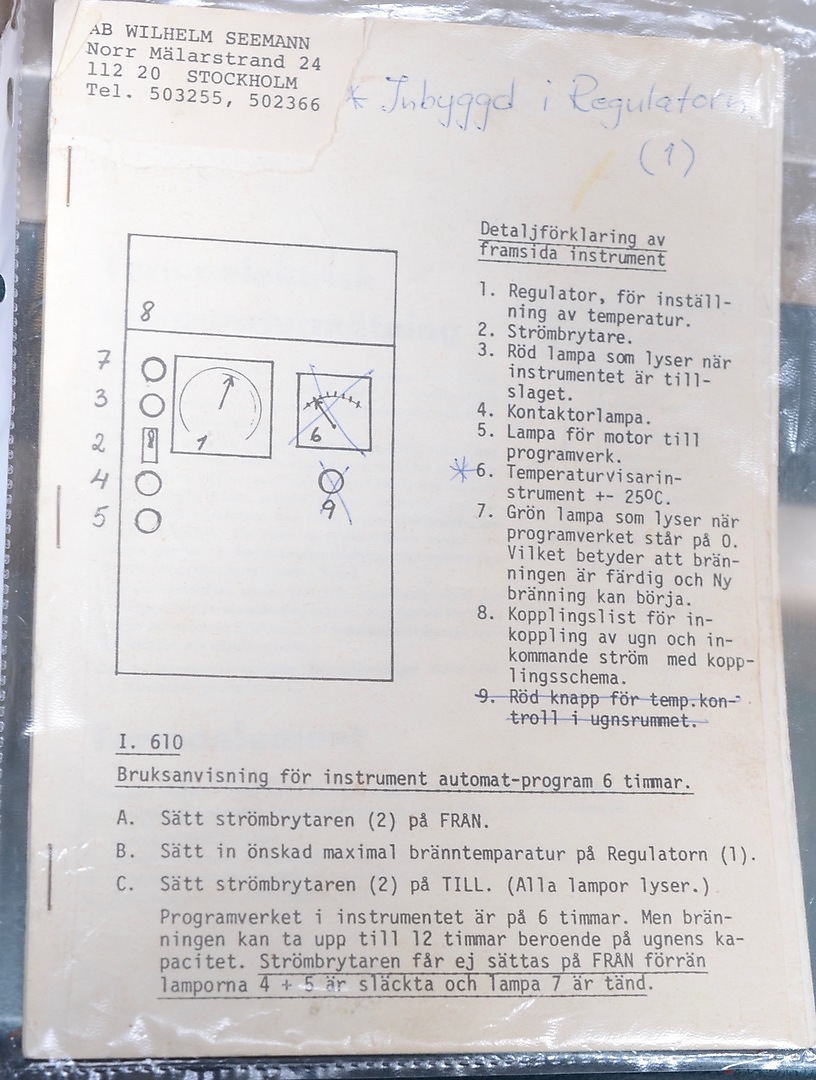 AB WILHELM SEEMANN
Norr Mälarstrand 24
112 20 STOCKHOLM
Tel. 503255, 502366
* Inbyggd i Regulatorn
(1)
8
7
3
2
4
5
1
6
9
Detaljförklaring av
framsida instrument
1. Regulator, för inställ-
ning av temperatur.
2. Strömbrytare.
3. Röd lampa som lyser när
instrumentet är till-
slaget.
4. Kontaktorlampa.
5. Lampa för motor till
programverk.
* 6. Temperaturvisarin-
strument +- 25ºC.
7. Grön lampa som lyser när
programverket står på 0.
Vilket betyder att brän-
ningen är färdig och Ny
bränning kan börja.
8. Kopplingslist för in-
koppling av ugn och in-
kommande ström med kopp-
lingsschema.
9. Röd knapp för temp.kon-
troll i ugnsrummet.
I. 610
Bruksanvisning för instrument automat-program 6 timmar.
A. Sätt strömbrytaren (2) på FRAN.
B. Sätt in önskad maximal bränntemparatur på Regulatorn (1).
C. Sätt strömbrytaren (2) på TILL. (Alla lampor lyser.)
Programverket i instrumentet är på 6 timmar. Men brän-
ningen kan ta upp till 12 timmar beroende på ugnens ka-
pacitet. Strömbrytaren får ej sättas på FRAN förrän
lamporna 4 + 5 är släckta och lampa 7 är tänd.